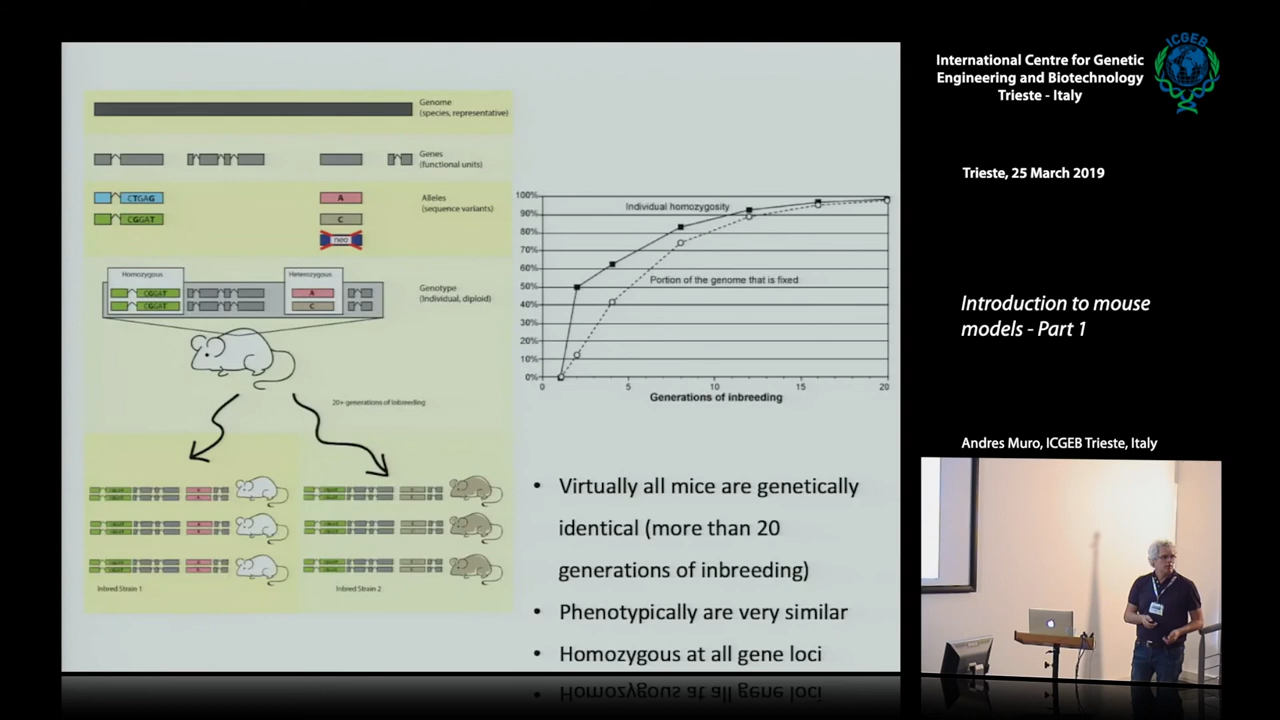 Genome
(species, representative)
Genes
(functional units)
CTGAG
A
Alleles
(sequence variants)
CGGAT
C
neo
Homozygous
Heterozygous
CGGAT
A
CGGAT
C
Genotype
(Individual, diploid)
20+ generations of inbreeding
Inbred Strain 1
Inbred Strain 2
100%
90%
80%
70%
60%
50%
40%
30%
20%
10%
0%
Individual homozygosity
Portion of the genome that is fixed
0 5 10 15 20
Generations of inbreeding
• Virtually all mice are genetically
identical (more than 20
generations of inbreeding)
• Phenotypically are very similar
• Homozygous at all gene loci
International Centre for Genetic
Engineering and Biotechnology
Trieste - Italy
ICGEB
Trieste, 25 March 2019
Introduction to mouse
models - Part 1
Andres Muro, ICGEB Trieste, Italy